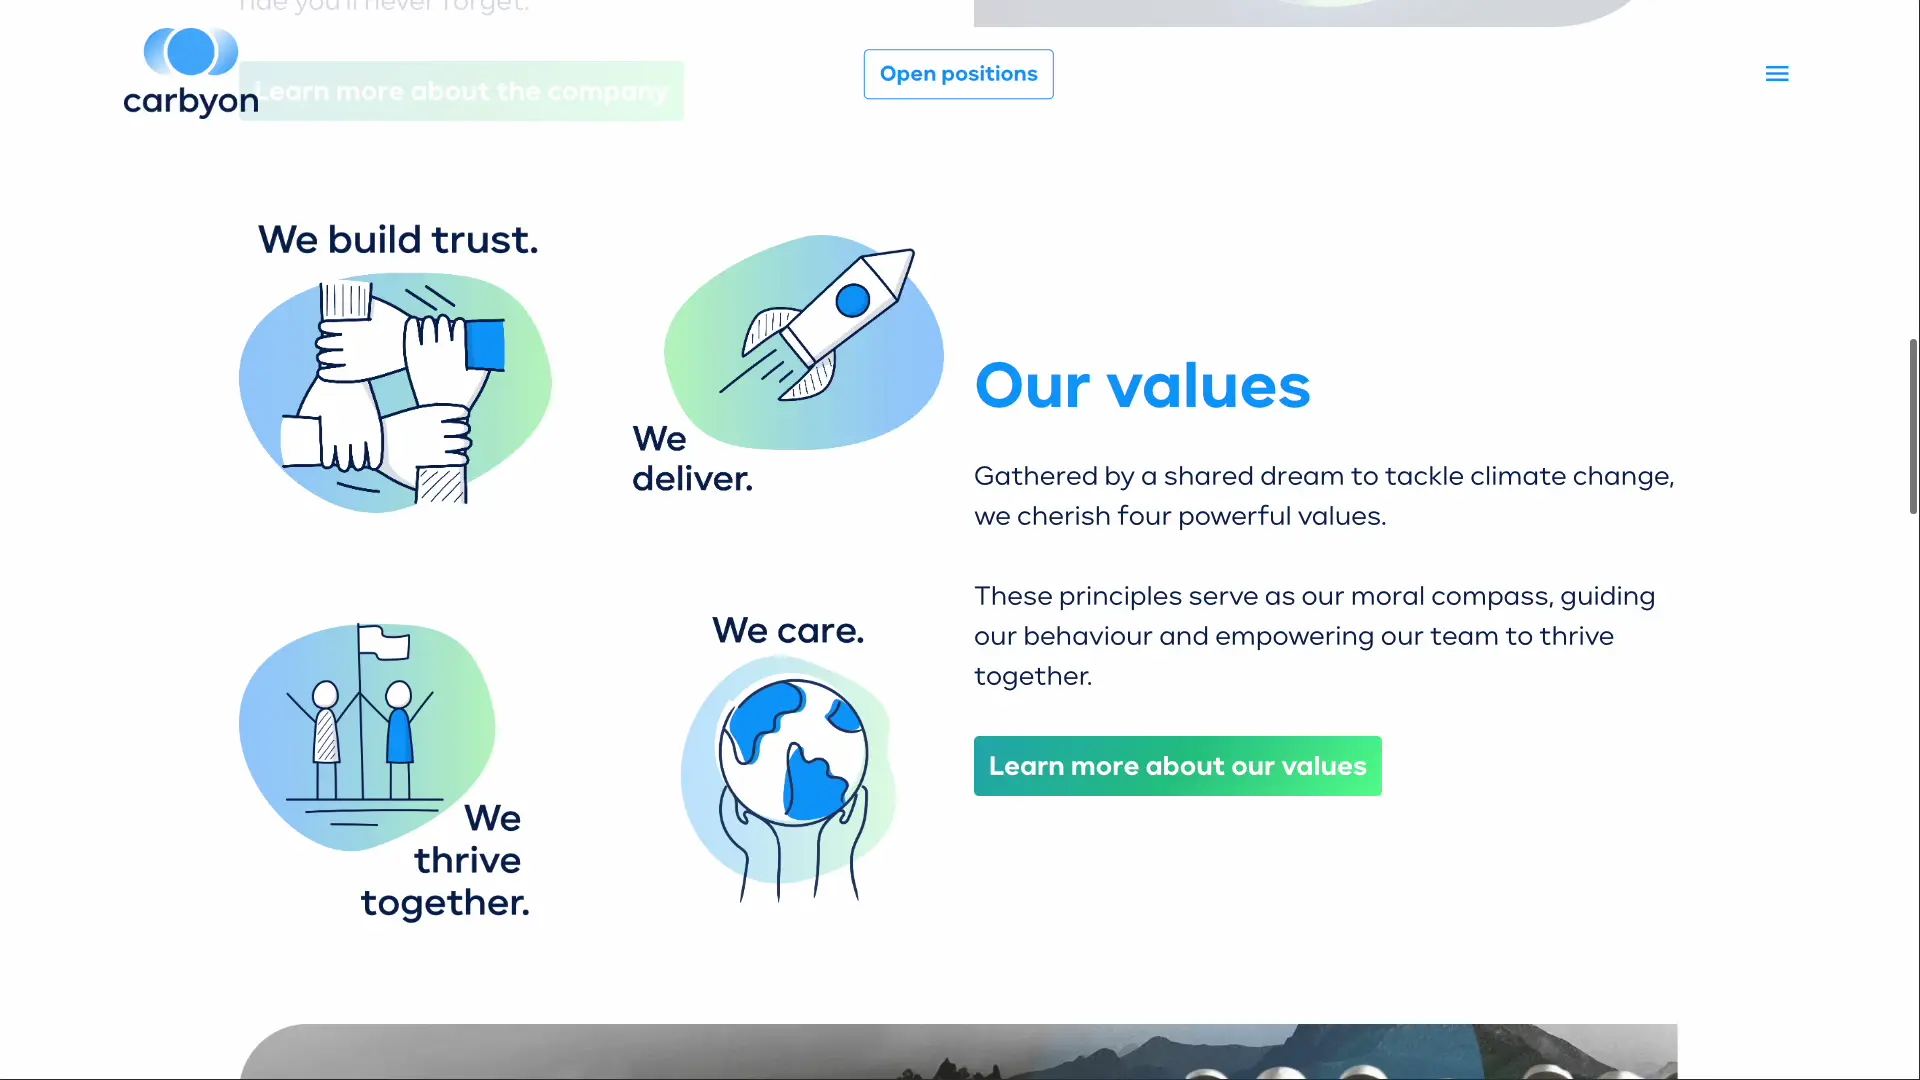 ride you'll never forget.
carbyon
Learn more about the company
Open positions
We build trust.
We
deliver.
We
thrive
together.
We care.
Our values
Gathered by a shared dream to tackle climate change,
we cherish four powerful values.
These principles serve as our moral compass, guiding
our behaviour and empowering our team to thrive
together.
Learn more about our values